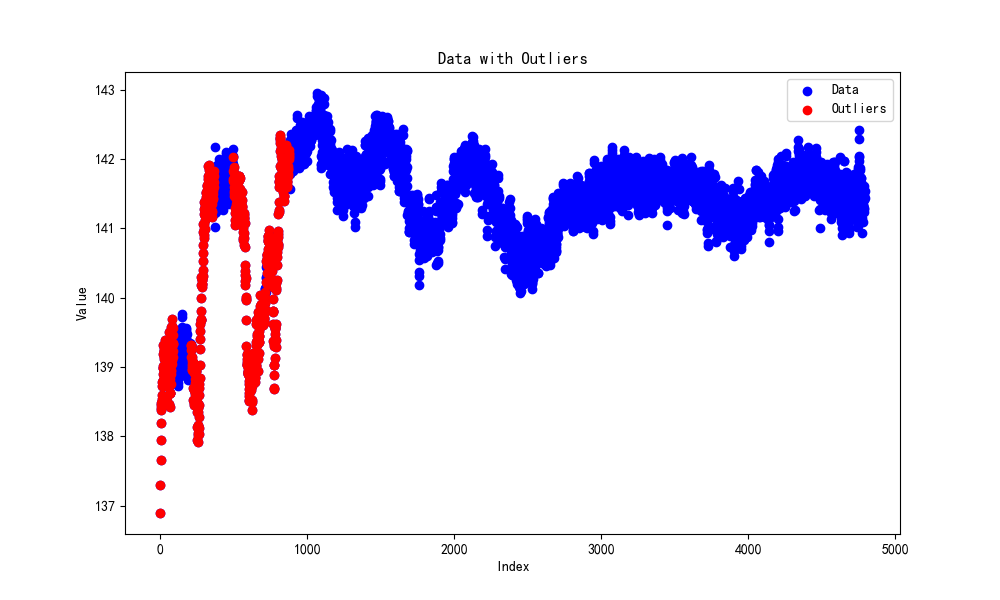 Data with Outliers
Data
Outliers
143
142
141
140
139
138
137
Value
0
1000
2000
3000
4000
5000
Index